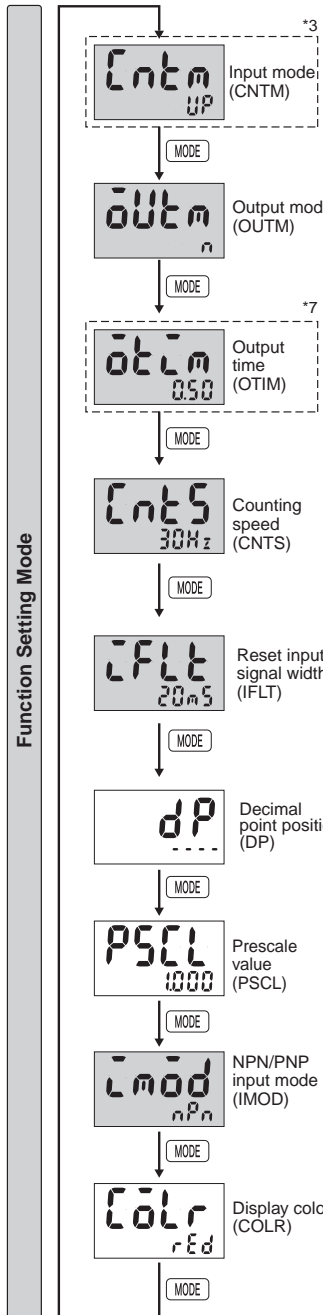 Function Setting Mode
*3
Cntm
UP
Input mode
(CNTM)
MODE
oUtm
n
Output mod
(OUTM)
MODE
*7
otim
0.50
Output
time
(OTIM)
MODE
CntS
30Hz
Counting
speed
(CNTS)
MODE
iFLt
20mS
Reset input
signal width
(IFLT)
MODE
dP
----
Decimal
point positi
(DP)
MODE
PSCL
1.000
Prescale
value
(PSCL)
MODE
imod
nPn
NPN/PNP
input mode
(IMOD)
MODE
CoLr
rEd
Display colo
(COLR)
MODE